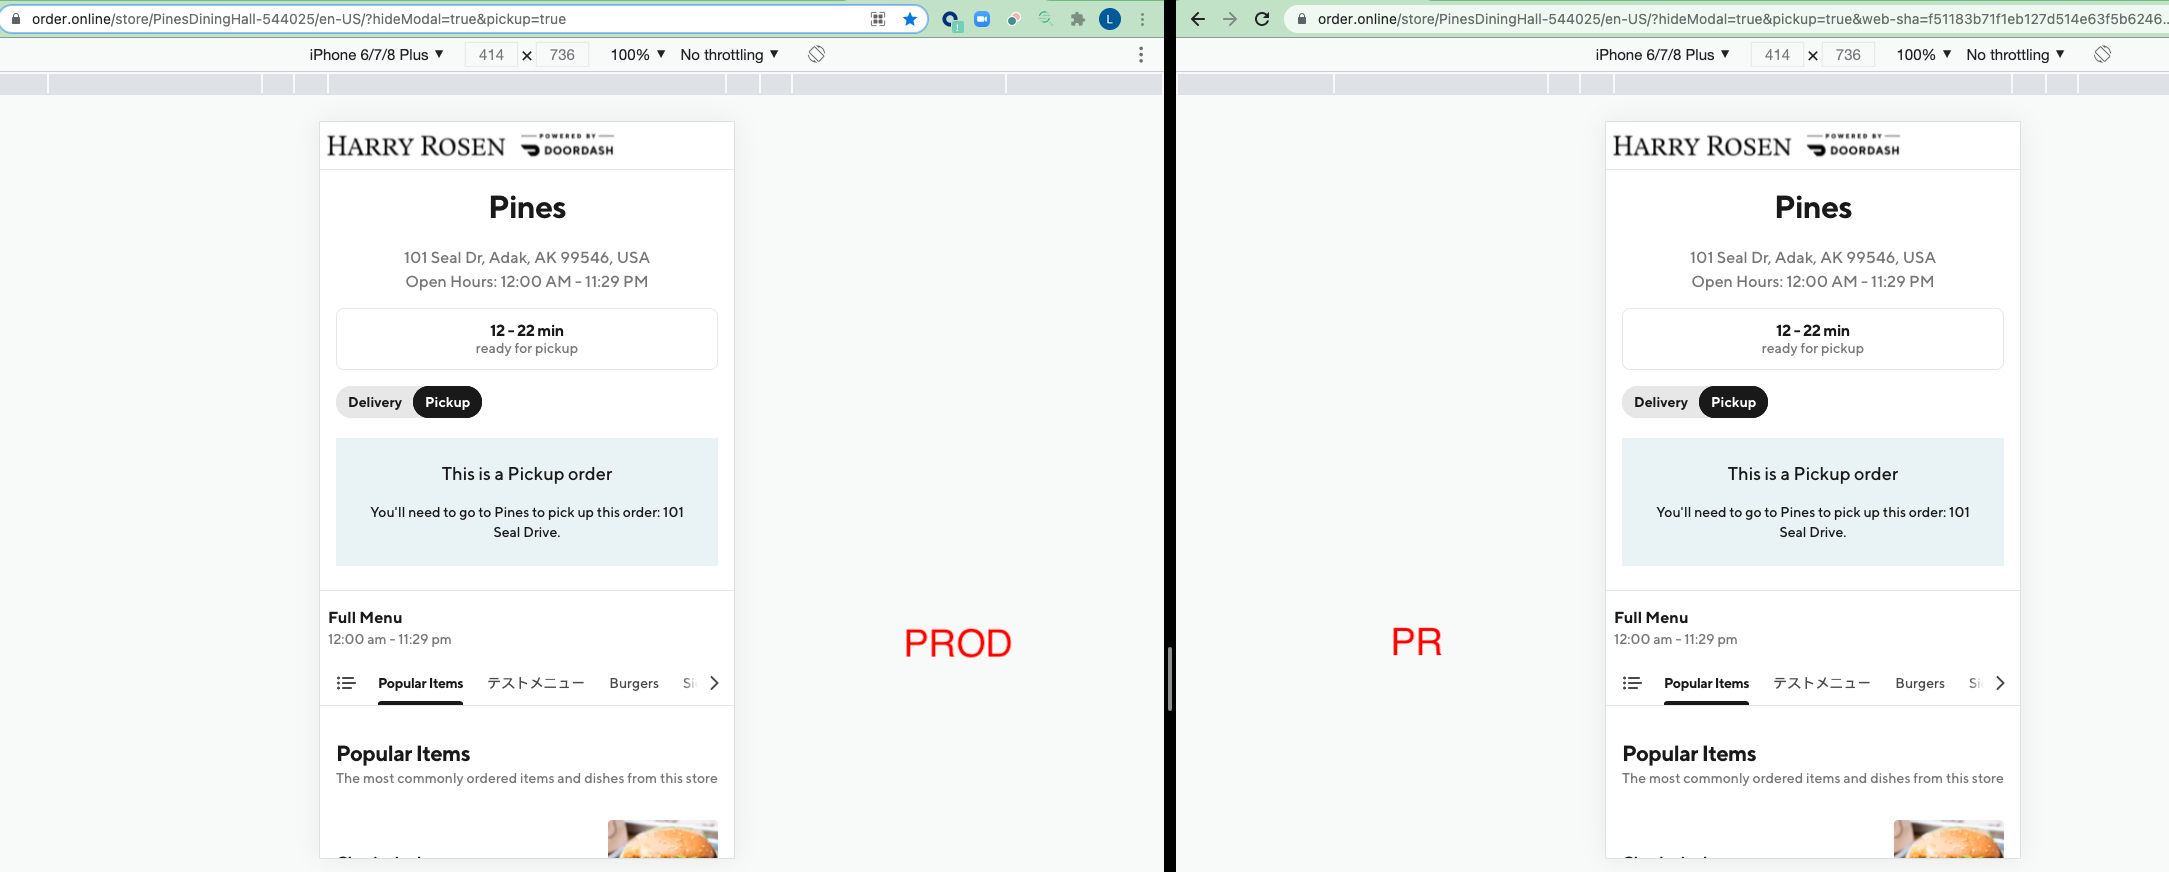 order.online/store/PinesDiningHall-544025/en-US/?hideModal=true&pickup=true
L
iPhone 6/7/8 Plus ▼ 414 × 736 100% ▼ No throttling ▼
HARRY ROSEN
POWERED BY
DOORDASH
Pines
101 Seal Dr, Adak, AK 99546, USA
Open Hours: 12:00 AM - 11:29 PM
12 - 22 min
ready for pickup
Delivery Pickup
This is a Pickup order
You'll need to go to Pines to pick up this order: 101
Seal Drive.
Full Menu
12:00 am - 11:29 pm
Popular Items テストメニュー Burgers
Popular Items
The most commonly ordered items and dishes from this store
PROD
order.online/store/PinesDiningHall-544025/en-US/?hideModal=true&pickup=true&web-sha=f51183b71f1eb127d514e63f5b6246...
iPhone 6/7/8 Plus ▼ 414 × 736 100% ▼ No throttling ▼
PR
HARRY ROSEN
POWERED BY
DOORDASH
Pines
101 Seal Dr, Adak, AK 99546, USA
Open Hours: 12:00 AM - 11:29 PM
12 - 22 min
ready for pickup
Delivery Pickup
This is a Pickup order
You'll need to go to Pines to pick up this order: 101
Seal Drive.
Full Menu
12:00 am - 11:29 pm
Popular Items テストメニュー Burgers
Popular Items
The most commonly ordered items and dishes from this store